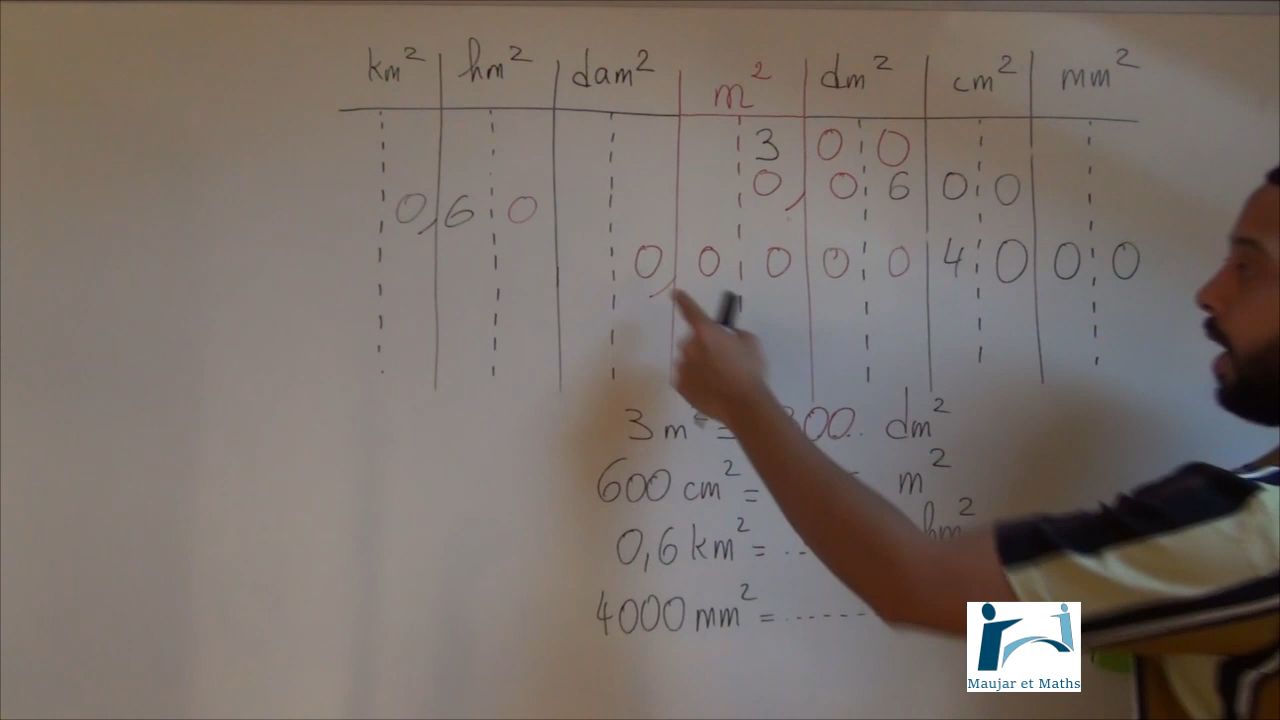 km² hm² dam² m² dm² cm² mm²
3 0 0
0, 0 6 0 0
0, 6 0
0, 0 0 0 0 4 0 0 0
3 m² = 300.. dm²
600 cm² = m²
0,6 km² = .. hm²
4000 mm² = .......
Maujar et Maths